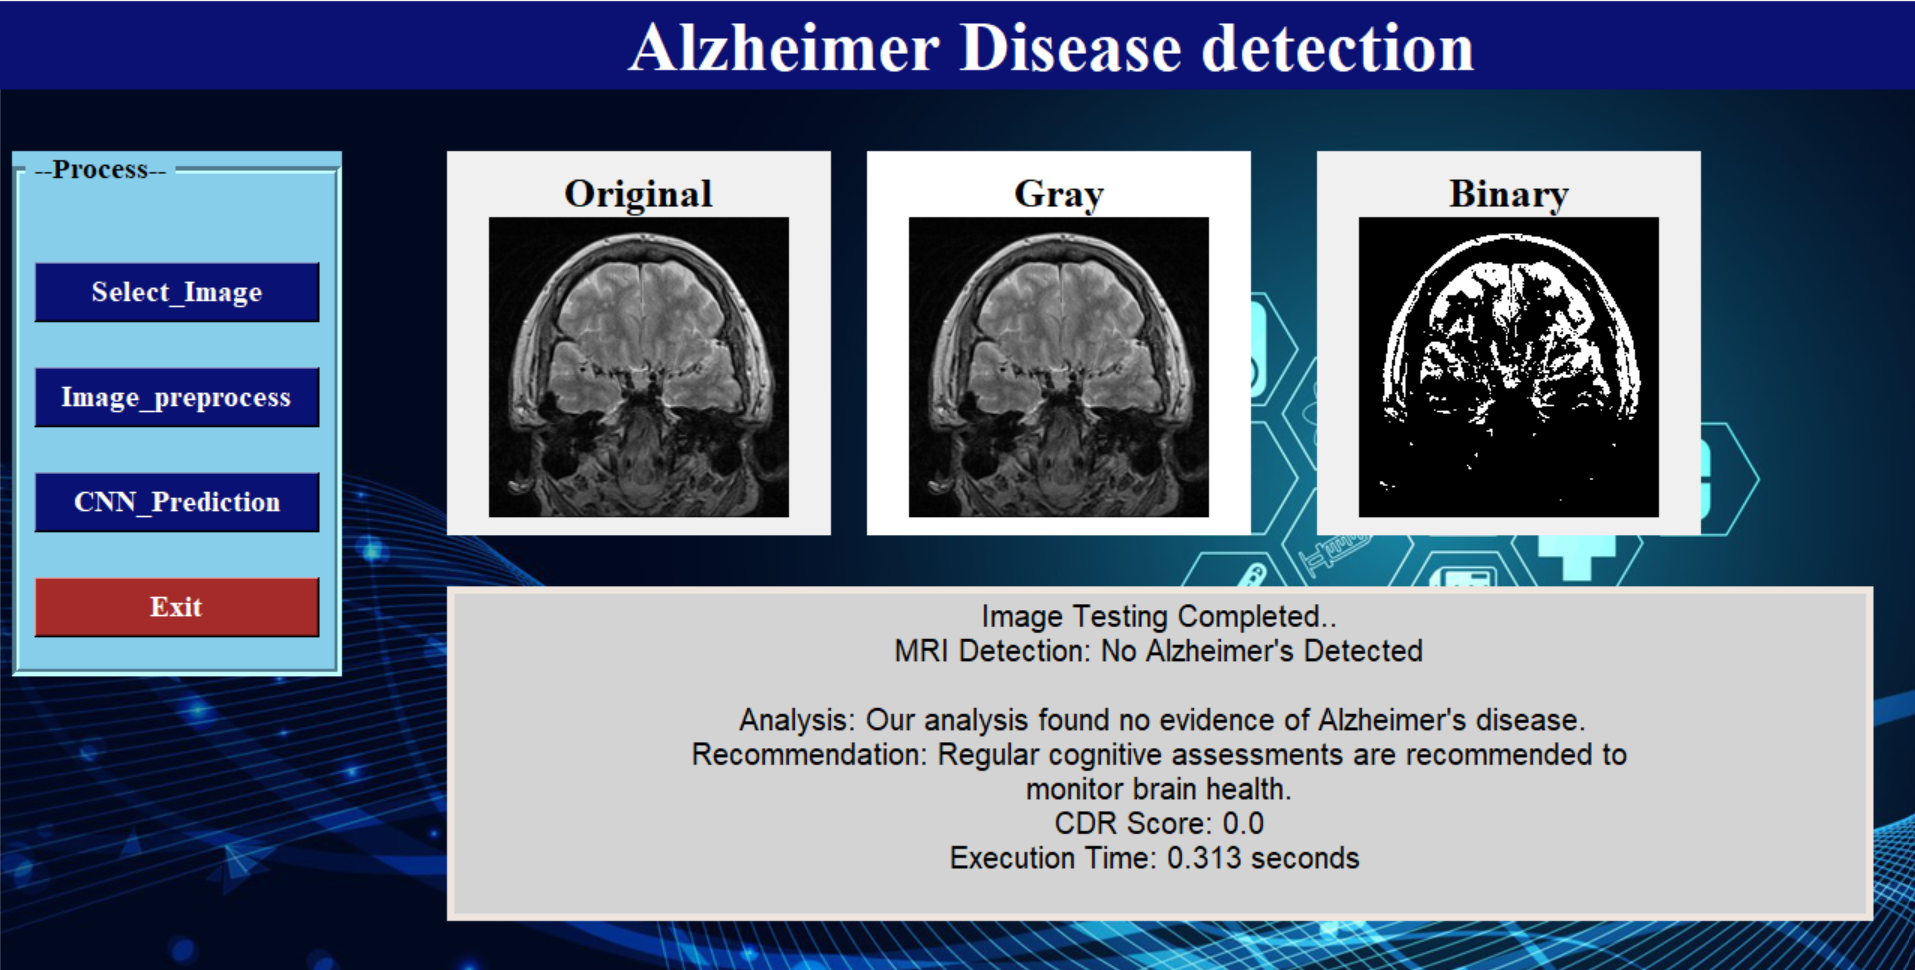 Alzheimer Disease detection
--Process--
Select_Image
Image_preprocess
CNN_Prediction
Exit
Original
Gray
Binary
Image Testing Completed..
MRI Detection: No Alzheimer's Detected
Analysis: Our analysis found no evidence of Alzheimer's disease.
Recommendation: Regular cognitive assessments are recommended to
monitor brain health.
CDR Score: 0.0
Execution Time: 0.313 seconds